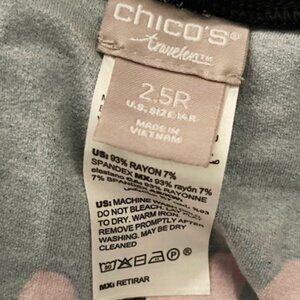 chico's®
travelers™
2.5R
U.S. SIZE 14R
MADE IN
VIETNAM
US: 93% RAYON 7%
SPANDEX MX: 93% rayón 7%
elastano CA: 93% RAYONNE
7% SPANDEX
US: MACHINE WASH
DO NOT BLEACH.
TO DRY. WARM IRON.
REMOVE PROMPTLY AFTER
WASHING. MAY BE DRY
CLEANED
MX: RETIRAR